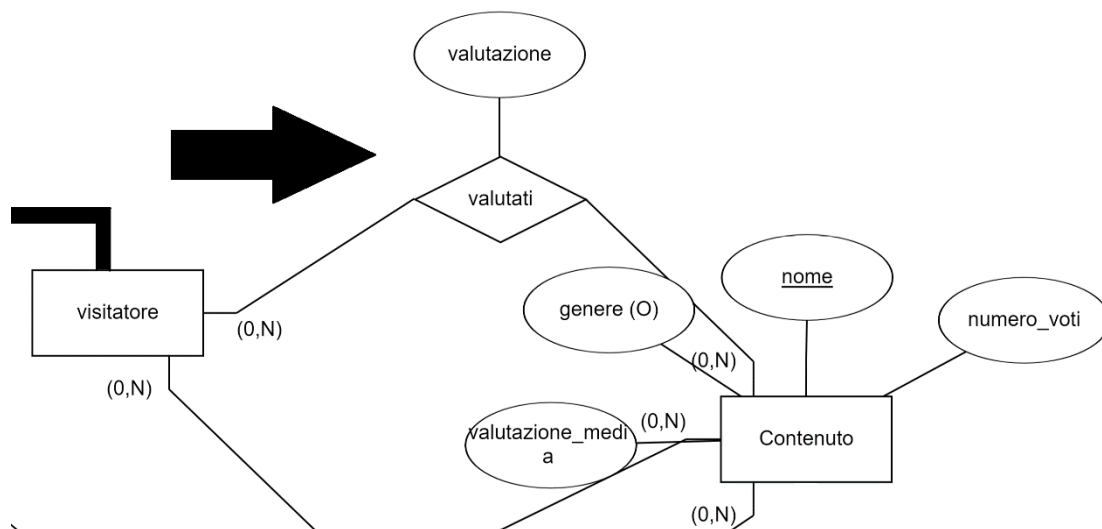 valutazione
valutati
nome
genere (O)
numero_voti
visitatore
(0,N)
(0,N)
(0,N)
(0,N)
valutazione_medi
a
Contenuto
(0,N)